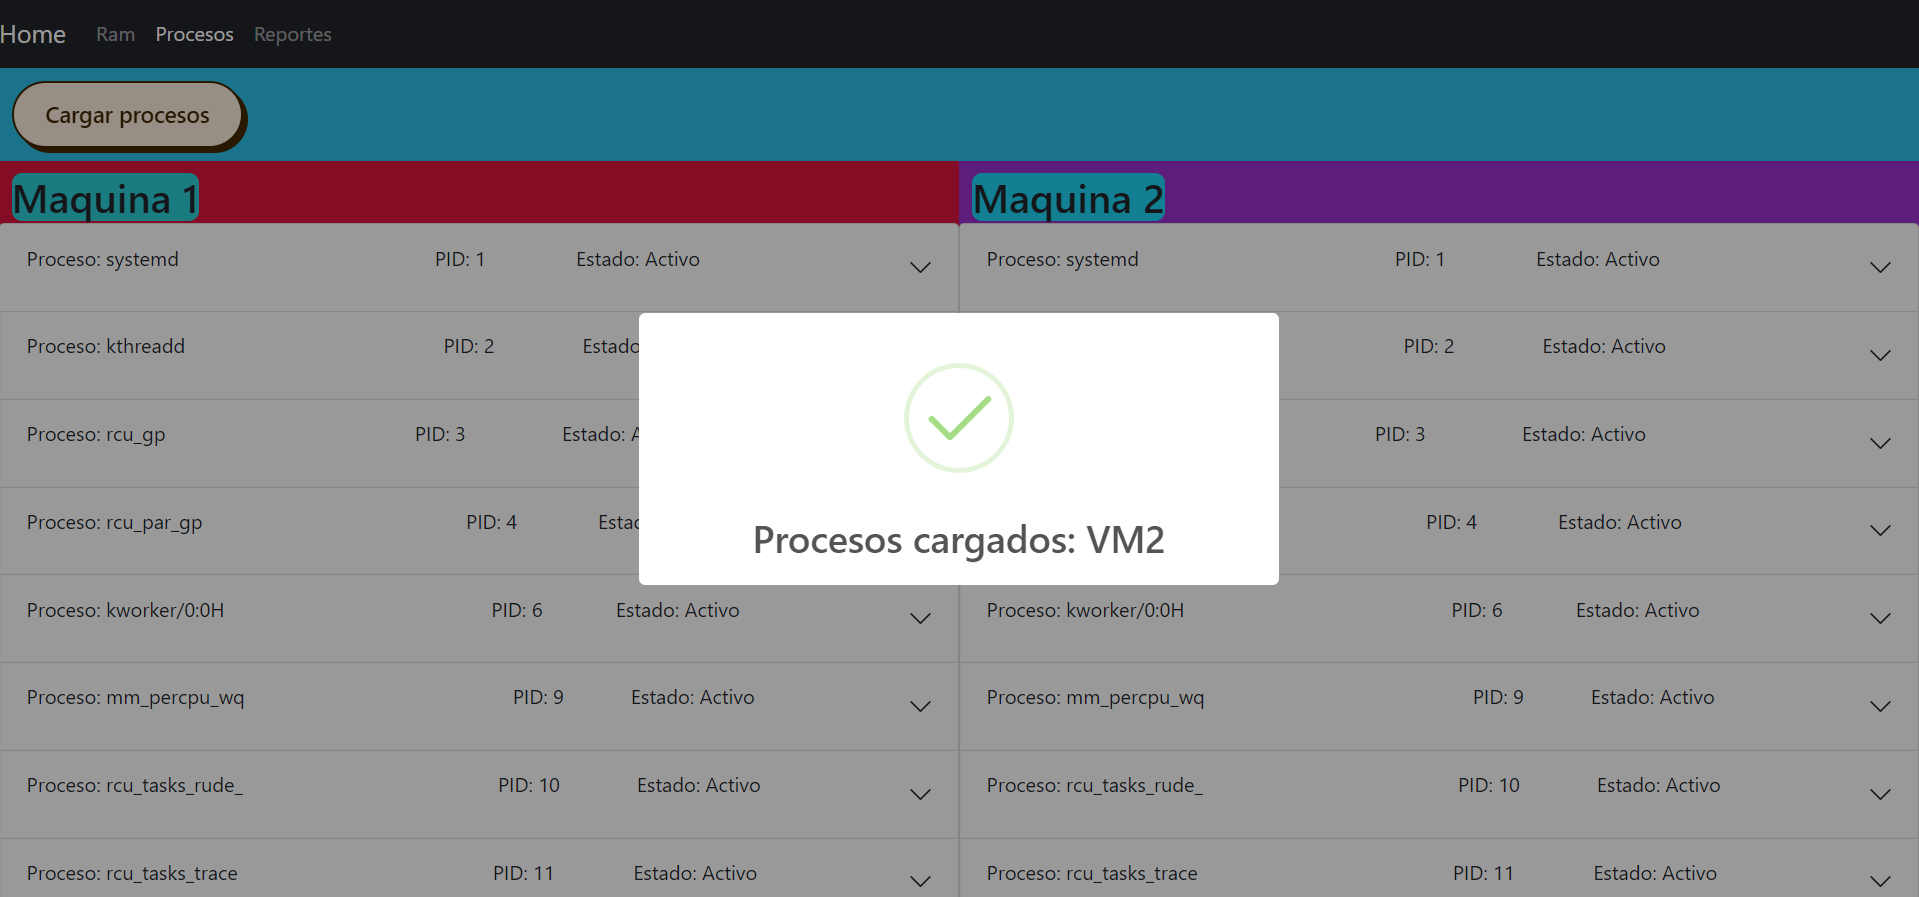 Home Ram Procesos Reportes
Cargar procesos
Maquina 1
Proceso: systemd PID: 1 Estado: Activo
Proceso: kthreadd PID: 2 Estado
Proceso: rcu_gp PID: 3 Estado:
Proceso: rcu_par_gp PID: 4
Proceso: kworker/0:0H PID: 6 Estado: Activo
Proceso: mm_percpu_wq PID: 9 Estado: Activo
Proceso: rcu_tasks_rude_ PID: 10 Estado: Activo
Proceso: rcu_tasks_trace PID: 11 Estado: Activo
Maquina 2
Proceso: systemd PID: 1 Estado: Activo
PID: 2 Estado: Activo
PID: 3 Estado: Activo
PID: 4 Estado: Activo
Proceso: kworker/0:0H PID: 6 Estado: Activo
Proceso: mm_percpu_wq PID: 9 Estado: Activo
Proceso: rcu_tasks_rude_ PID: 10 Estado: Activo
Proceso: rcu_tasks_trace PID: 11 Estado: Activo
Procesos cargados: VM2